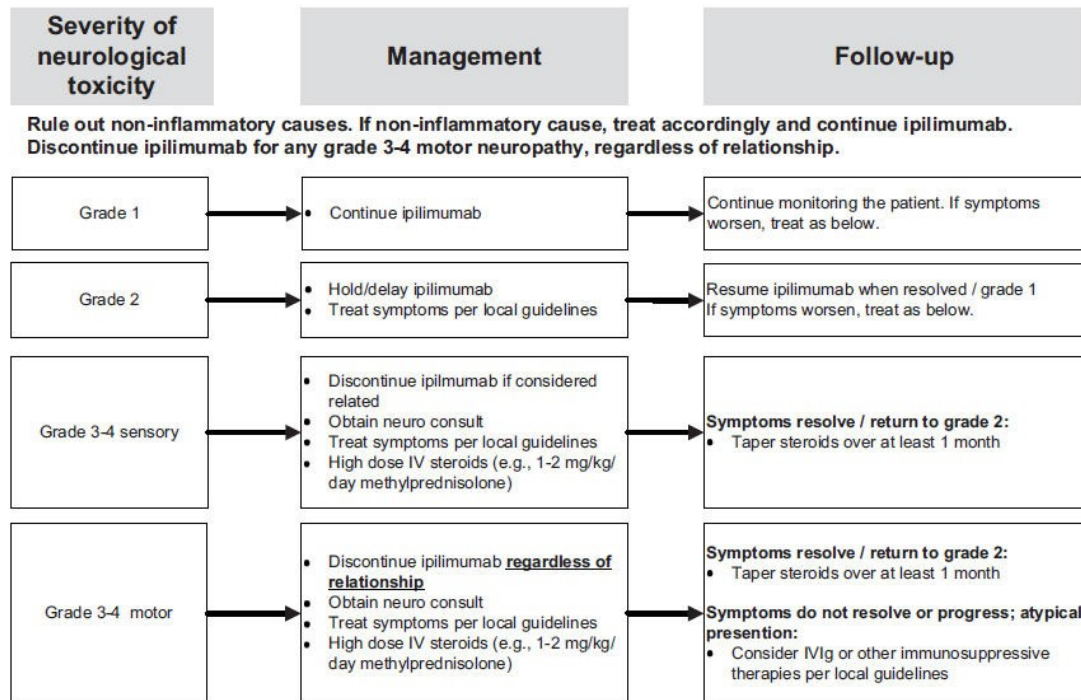 Severity of
neurological
toxicity
Management
Follow-up
Rule out non-inflammatory causes. If non-inflammatory cause, treat accordingly and continue ipilimumab.
Discontinue ipilimumab for any grade 3-4 motor neuropathy, regardless of relationship.
Grade 1
• Continue ipilimumab
Continue monitoring the patient. If symptoms
worsen, treat as below.
Grade 2
• Hold/delay ipilimumab
• Treat symptoms per local guidelines
Resume ipilimumab when resolved / grade 1
If symptoms worsen, treat as below.
Grade 3-4 sensory
• Discontinue ipilmumab if considered
related
• Obtain neuro consult
• Treat symptoms per local guidelines
• High dose IV steroids (e.g., 1-2 mg/kg/
day methylprednisolone)
Symptoms resolve / return to grade 2:
• Taper steroids over at least 1 month
Grade 3-4 motor
• Discontinue ipilimumab regardless of
relationship
• Obtain neuro consult
• Treat symptoms per local guidelines
• High dose IV steroids (e.g., 1-2 mg/kg/
day methylprednisolone)
Symptoms resolve / return to grade 2:
• Taper steroids over at least 1 month
Symptoms do not resolve or progress; atypical
presention:
• Consider IVIg or other immunosuppressive
therapies per local guidelines